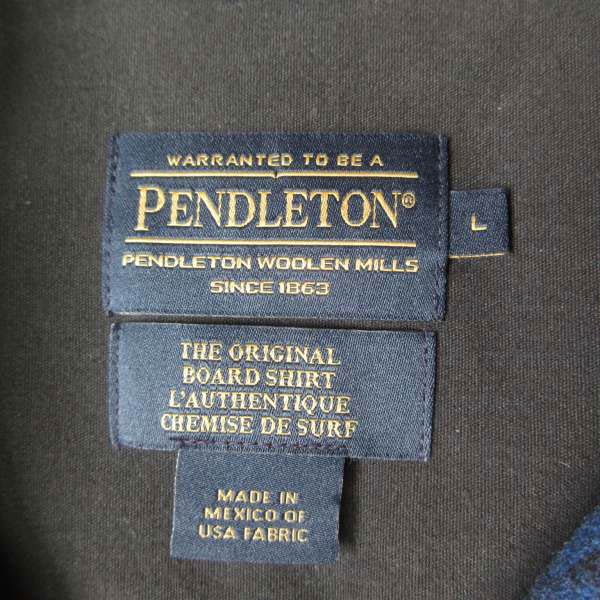 WARRANTED TO BE A
PENDLETON®
PENDLETON WOOLEN MILLS
SINCE 1863
L
THE ORIGINAL
BOARD SHIRT
L'AUTHENTIQUE
CHEMISE DE SURF
MADE IN
MEXICO OF
USA FABRIC